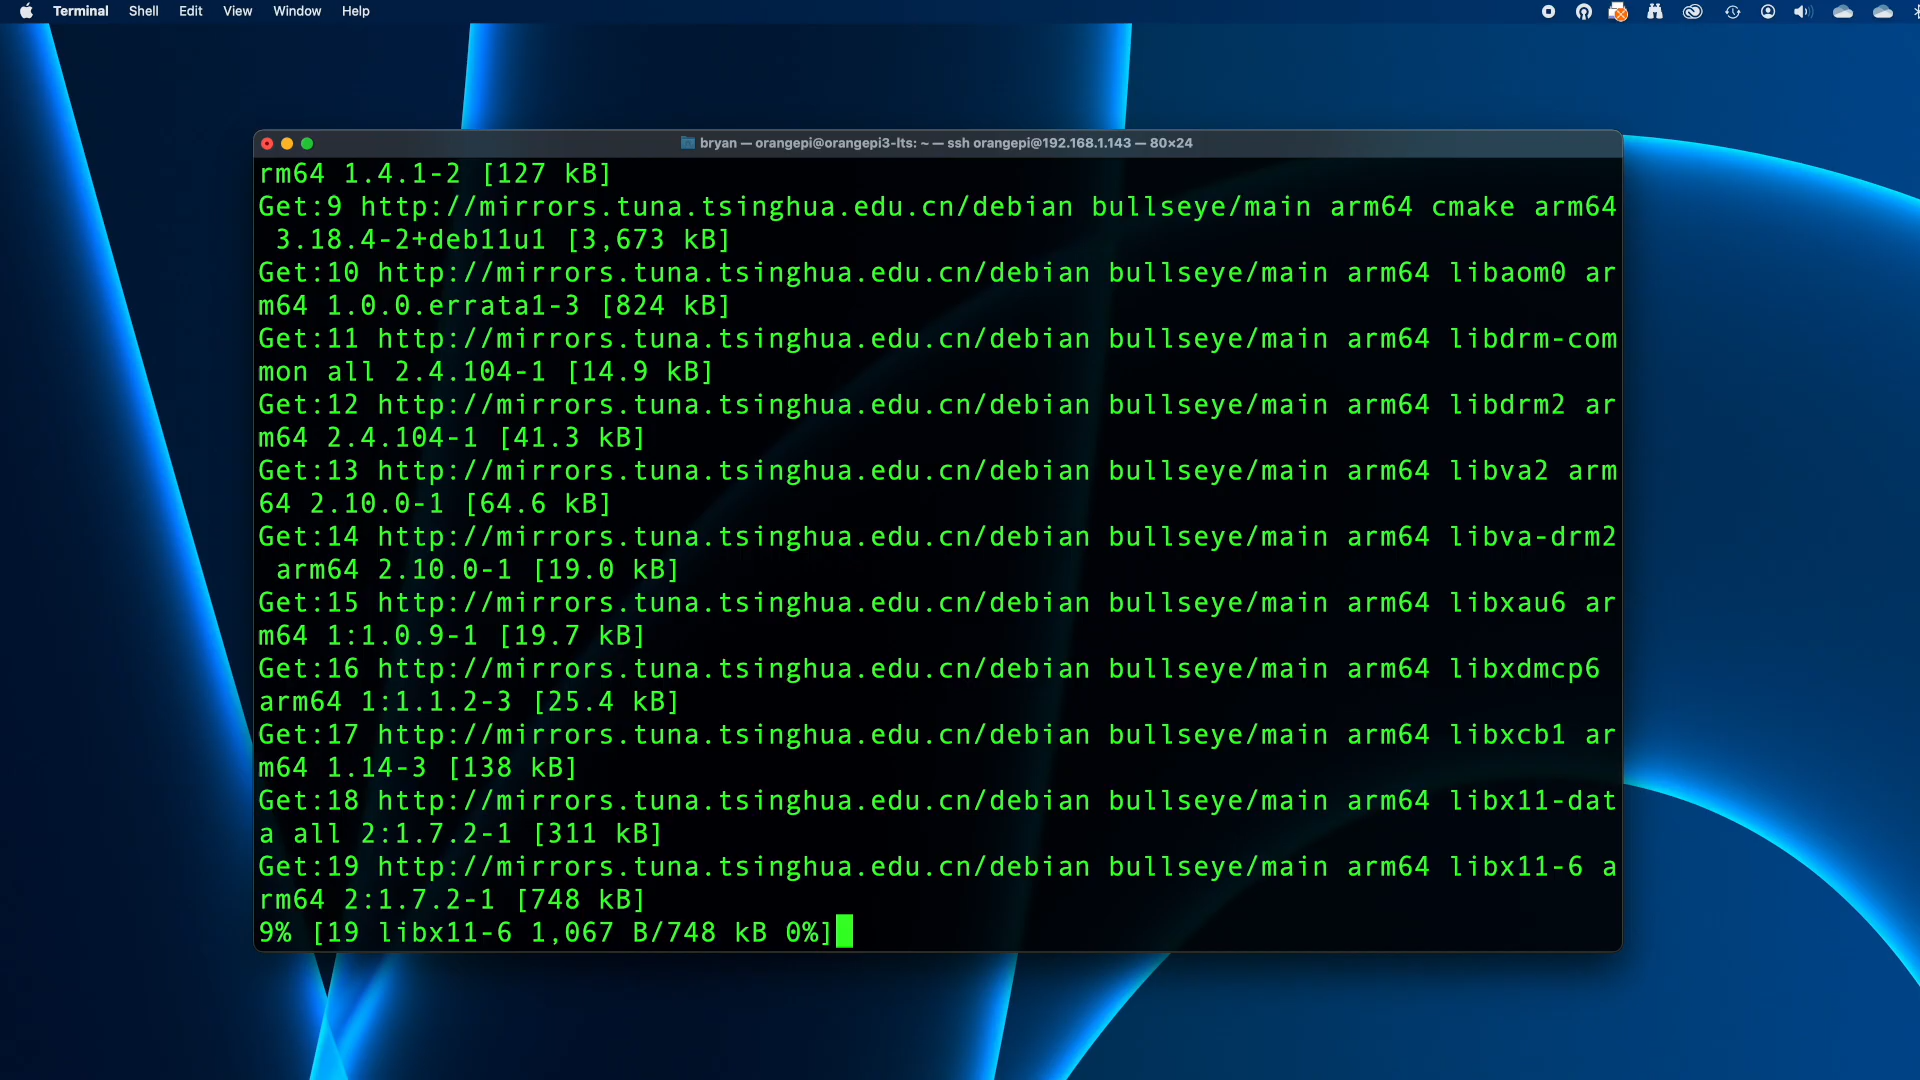 Terminal Shell Edit View Window Help
bryan — orangepi@orangepi3-lts: ~ — ssh orangepi@192.168.1.143 — 80×24
rm64 1.4.1-2 [127 kB]
Get:9 http://mirrors.tuna.tsinghua.edu.cn/debian bullseye/main arm64 cmake arm64
 3.18.4-2+deb11u1 [3,673 kB]
Get:10 http://mirrors.tuna.tsinghua.edu.cn/debian bullseye/main arm64 libaom0 ar
m64 1.0.0.errata1-3 [824 kB]
Get:11 http://mirrors.tuna.tsinghua.edu.cn/debian bullseye/main arm64 libdrm-com
mon all 2.4.104-1 [14.9 kB]
Get:12 http://mirrors.tuna.tsinghua.edu.cn/debian bullseye/main arm64 libdrm2 ar
m64 2.4.104-1 [41.3 kB]
Get:13 http://mirrors.tuna.tsinghua.edu.cn/debian bullseye/main arm64 libva2 arm
64 2.10.0-1 [64.6 kB]
Get:14 http://mirrors.tuna.tsinghua.edu.cn/debian bullseye/main arm64 libva-drm2
 arm64 2.10.0-1 [19.0 kB]
Get:15 http://mirrors.tuna.tsinghua.edu.cn/debian bullseye/main arm64 libxau6 ar
m64 1:1.0.9-1 [19.7 kB]
Get:16 http://mirrors.tuna.tsinghua.edu.cn/debian bullseye/main arm64 libxdmcp6
arm64 1:1.1.2-3 [25.4 kB]
Get:17 http://mirrors.tuna.tsinghua.edu.cn/debian bullseye/main arm64 libxcb1 ar
m64 1.14-3 [138 kB]
Get:18 http://mirrors.tuna.tsinghua.edu.cn/debian bullseye/main arm64 libx11-dat
a all 2:1.7.2-1 [311 kB]
Get:19 http://mirrors.tuna.tsinghua.edu.cn/debian bullseye/main arm64 libx11-6 a
rm64 2:1.7.2-1 [748 kB]
9% [19 libx11-6 1,067 B/748 kB 0%]